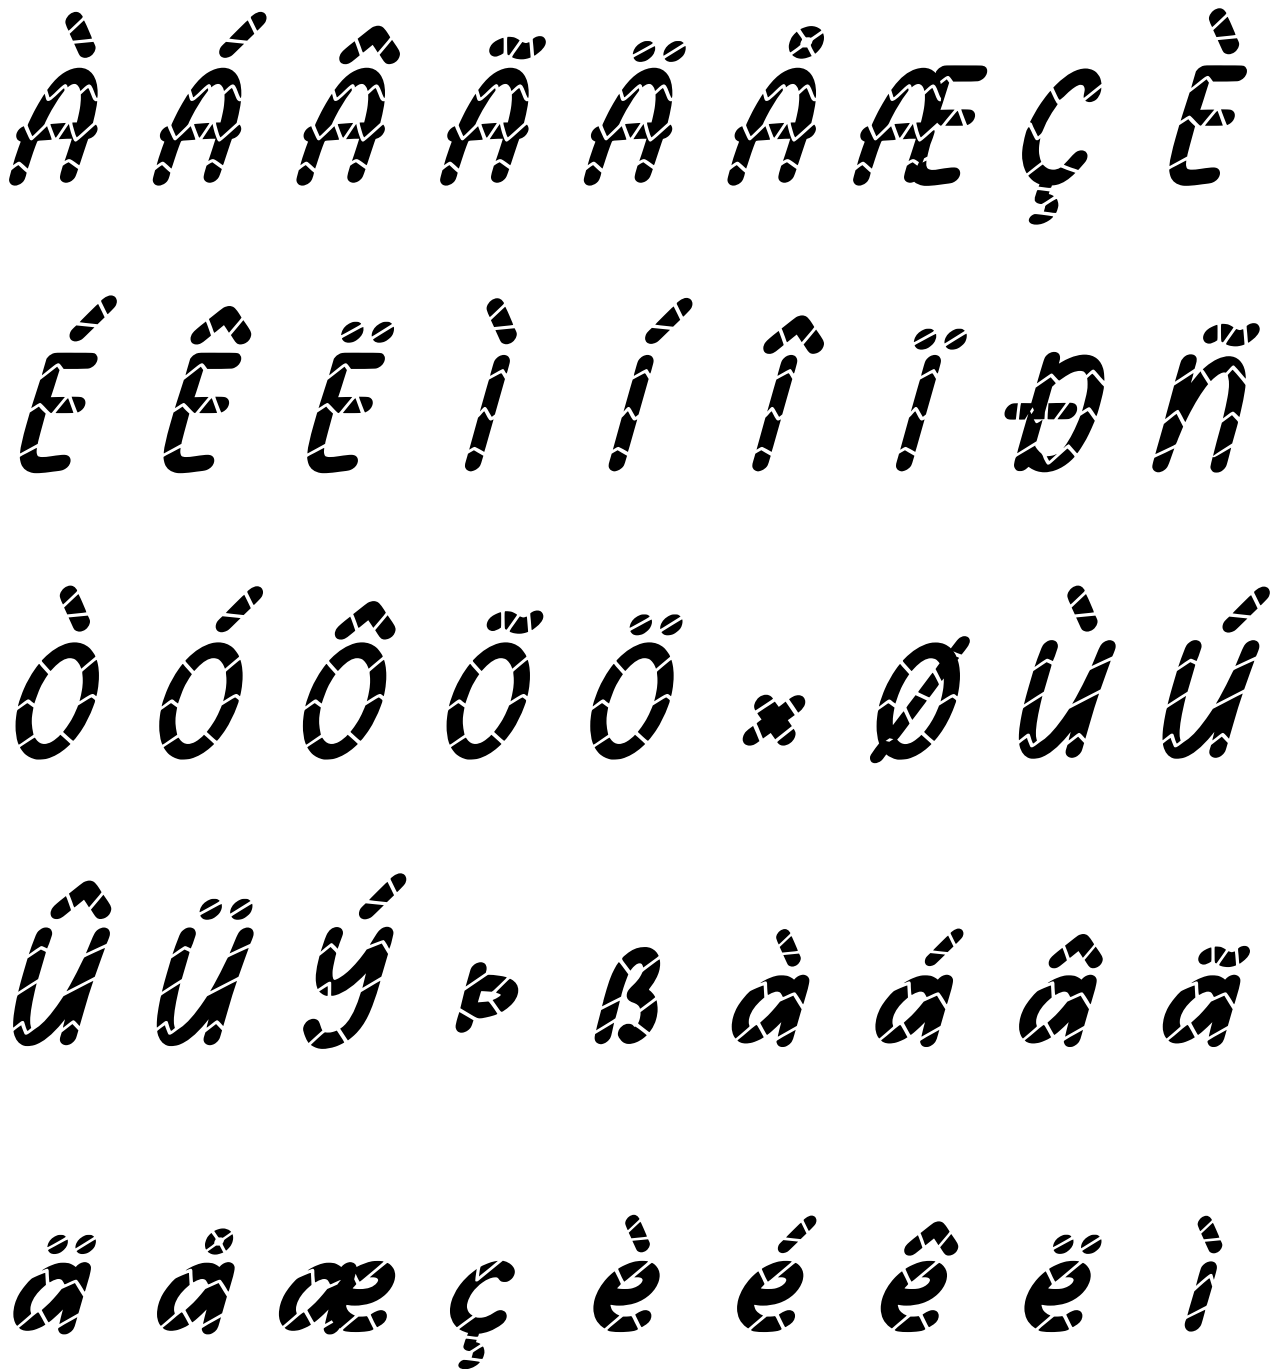 À Á Â Ã Ä Å Æ Ç È
É Ê Ë Ì Í Î Ï Ð Ñ
Ò Ó Ô Õ Ö × Ø Ù Ú
Û Ü Ý Þ ß à á â ã
ä å æ ç è é ê ë ì